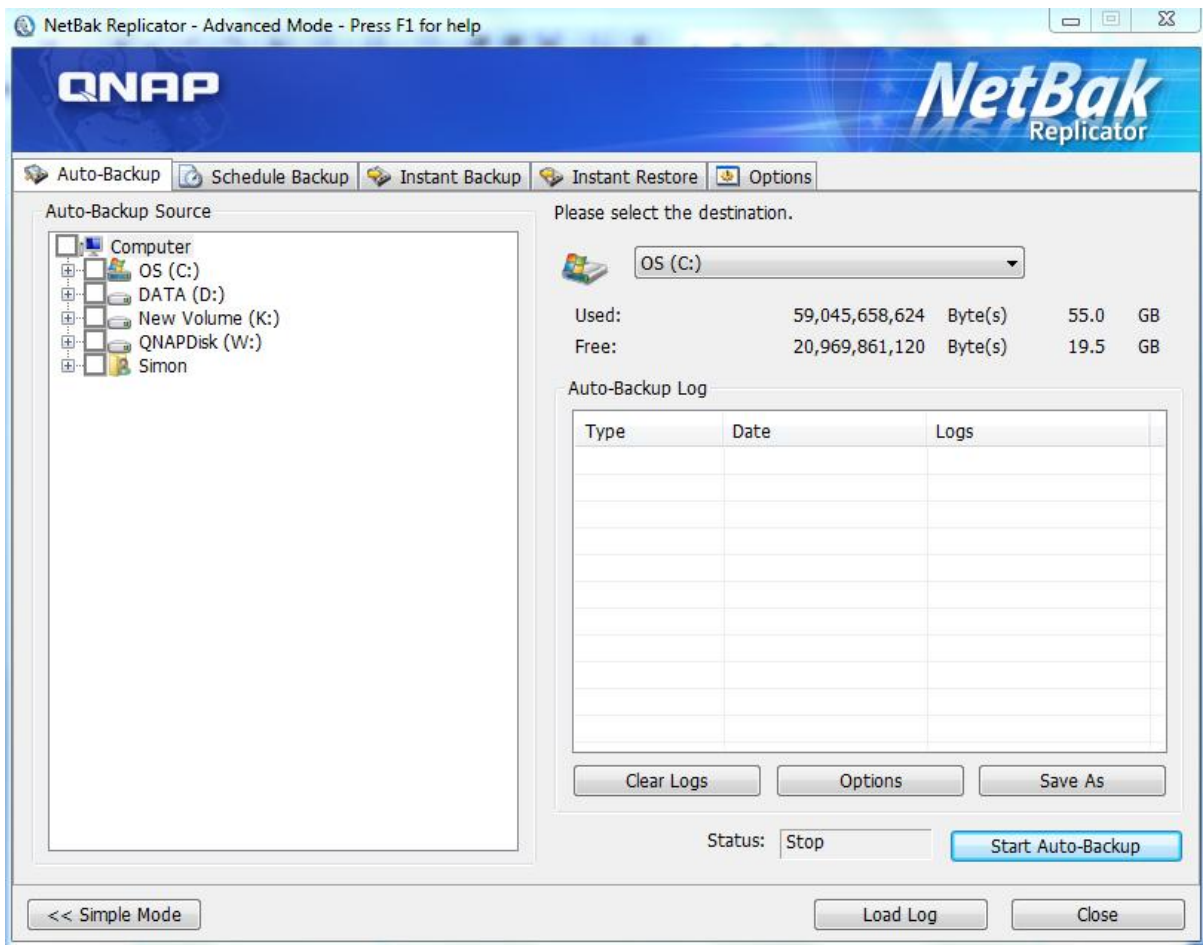 NetBak Replicator - Advanced Mode - Press F1 for help
QNAP
NetBak
Replicator
Auto-Backup Schedule Backup Instant Backup Instant Restore Options
Auto-Backup Source
Computer
OS (C:)
DATA (D:)
New Volume (K:)
QNAPDisk (W:)
Simon
Please select the destination.
OS (C:)
Used: 59,045,658,624 Byte(s) 55.0 GB
Free: 20,969,861,120 Byte(s) 19.5 GB
Auto-Backup Log
Type Date Logs
Clear Logs Options Save As
Status: Stop Start Auto-Backup
<< Simple Mode Load Log Close